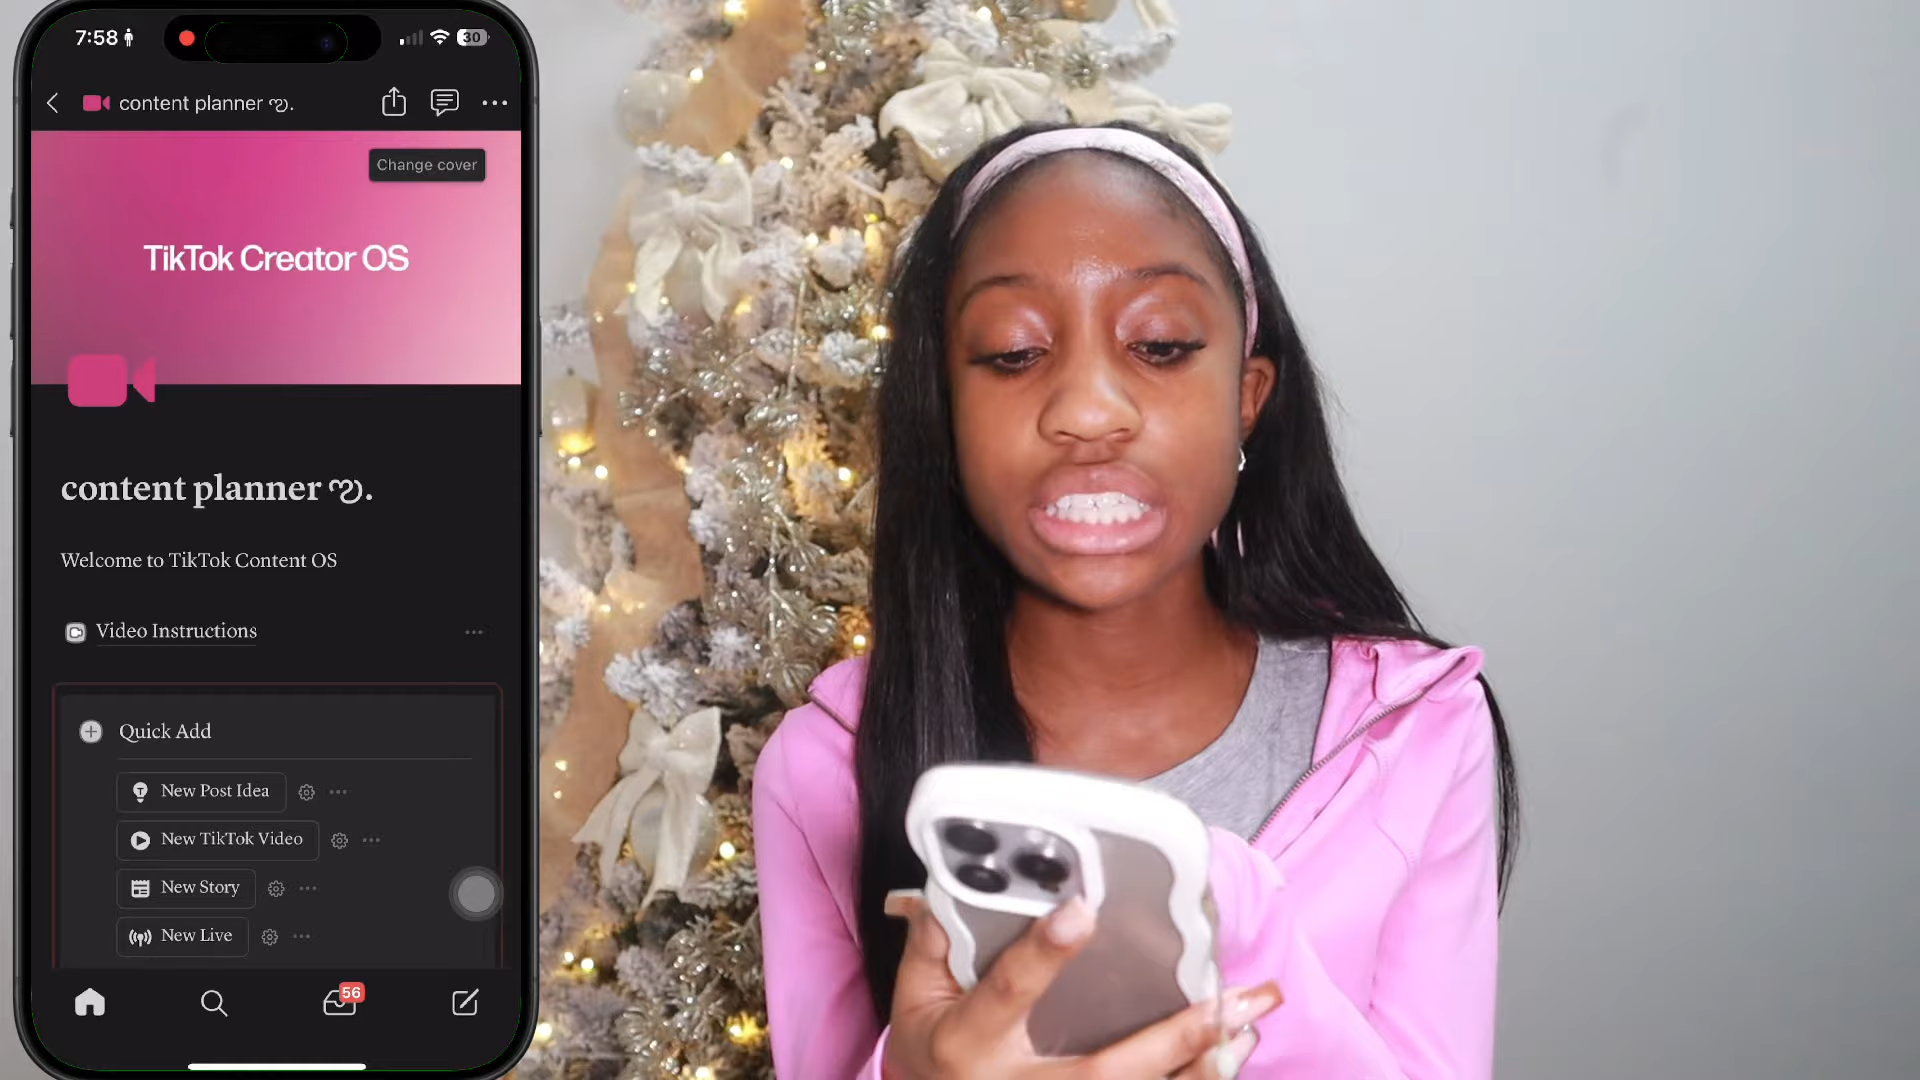 7:58
30
content planner ꩜.
Change cover
TikTok Creator OS
content planner ꩜.
Welcome to TikTok Content OS
Video Instructions
Quick Add
New Post Idea
New TikTok Video
New Story
New Live
56